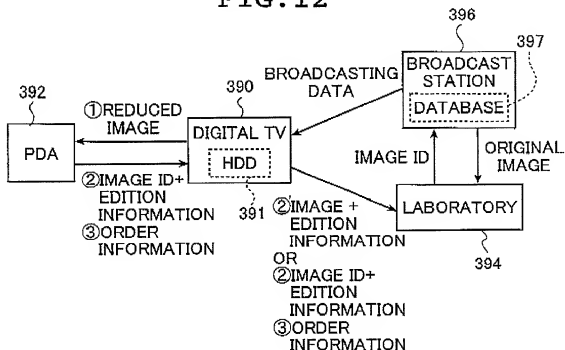 FIG.12
396
397
BROADCAST
STATION
DATABASE
BROADCASTING
DATA
390
392
①REDUCED
IMAGE
DIGITAL TV
HDD
PDA
IMAGE ID
ORIGINAL
IMAGE
②IMAGE ID+
EDITION
INFORMATION
③ORDER
INFORMATION
391
②IMAGE +
EDITION
INFORMATION
OR
②IMAGE ID+
EDITION
INFORMATION
③ORDER
INFORMATION
LABORATORY
394